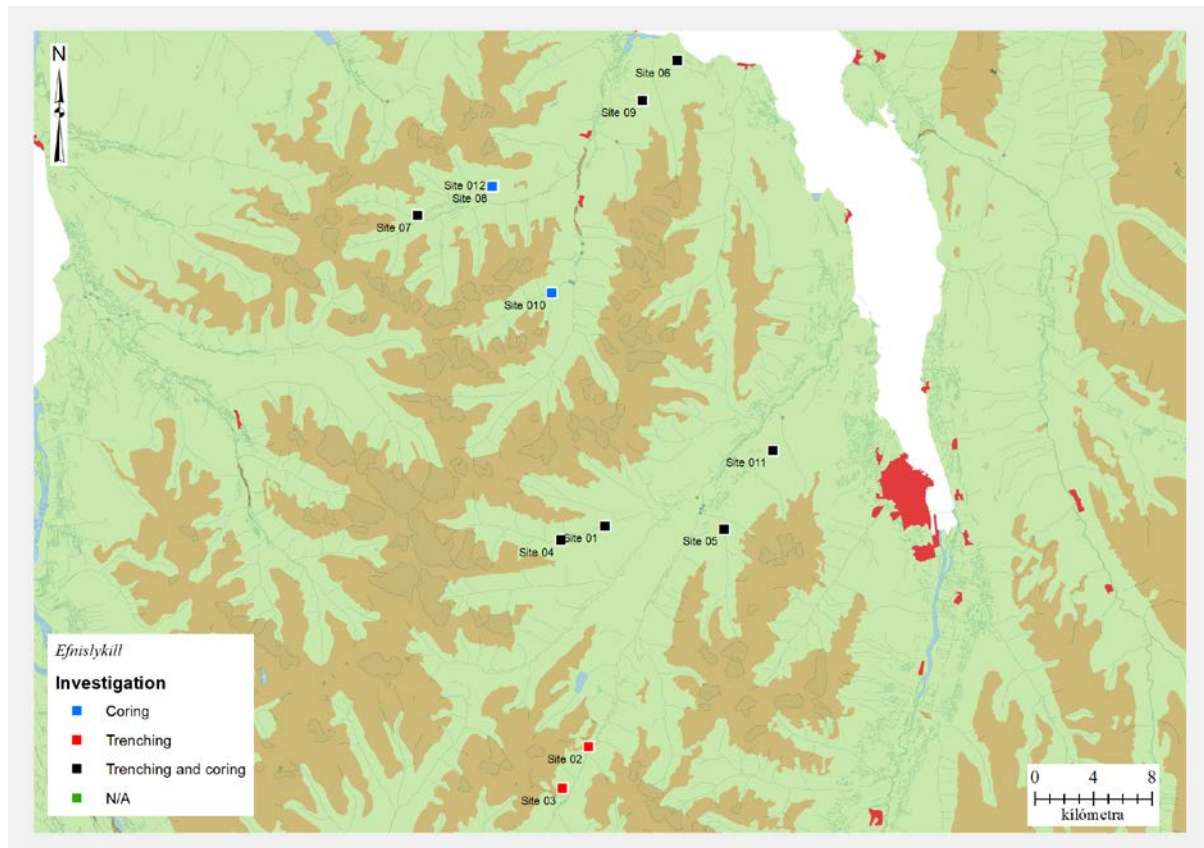 N
Site 06
Site 09
Site 012
Site 08
Site 07
Site 010
Site 011
Site 01
Site 04
Site 05
Site 02
Site 03
Efnislykill
Investigation
Coring
Trenching
Trenching and coring
N/A
0 4 8
kílómetra